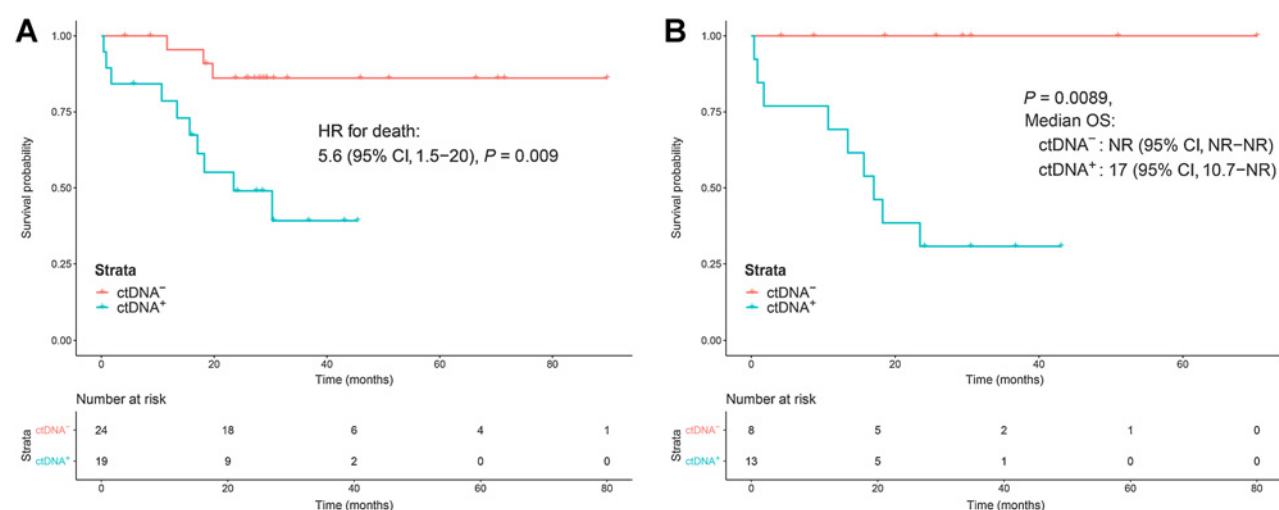 A
1.00
0.75
0.50
0.25
0.00
Survival probability
HR for death:
5.6 (95% CI, 1.5–20), P = 0.009
Strata
ctDNA⁻
ctDNA⁺
0 20 40 60 80
Time (months)
Number at risk
Strata
ctDNA⁻ 24 18 6 4 1
ctDNA⁺ 19 9 2 0 0
0 20 40 60 80
Time (months)
B
1.00
0.75
0.50
0.25
0.00
Survival probability
P = 0.0089,
Median OS:
ctDNA⁻ : NR (95% CI, NR–NR)
ctDNA⁺ : 17 (95% CI, 10.7–NR)
Strata
ctDNA⁻
ctDNA⁺
0 20 40 60
Time (months)
Number at risk
Strata
ctDNA⁻ 8 5 2 1 0
ctDNA⁺ 13 5 1 0 0
0 20 40 60 80
Time (months)